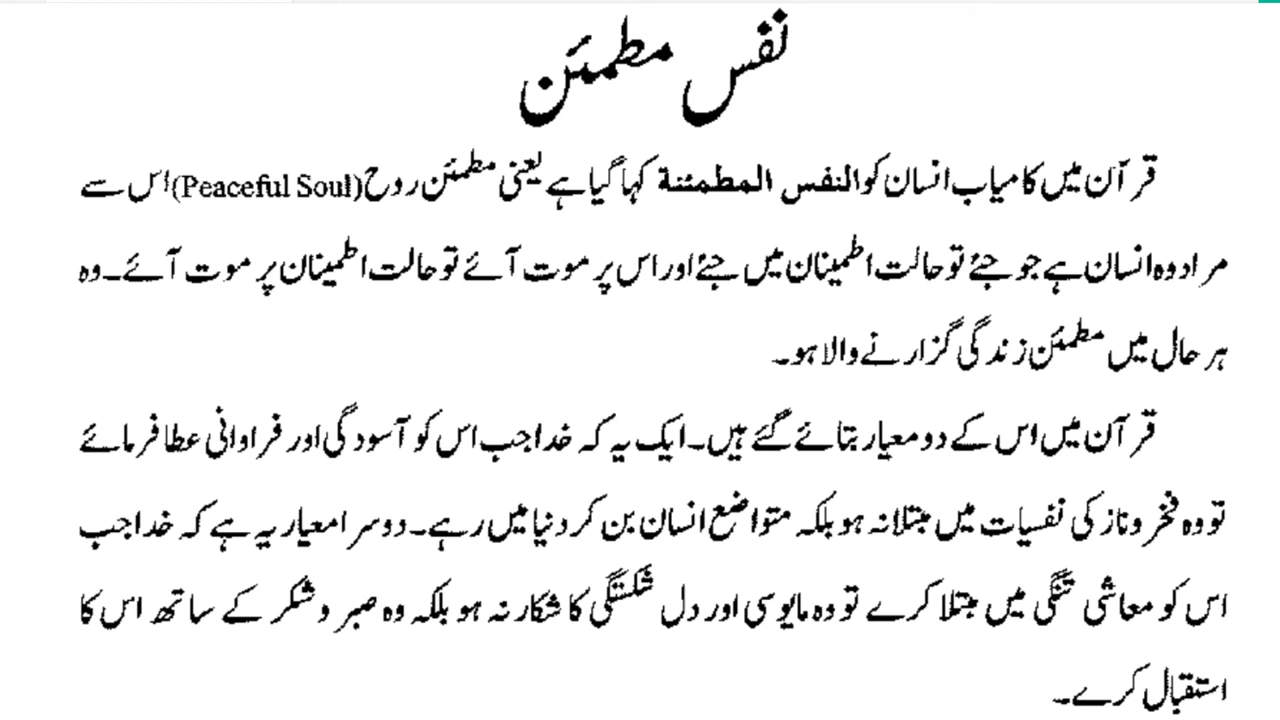 نفس مطمئن
قرآن میں کامیاب انسان کو النفس المطمئنة کہا گیا ہے یعنی مطمئن روح (Peaceful Soul) اس سے
مراد وہ انسان ہے جو جئے تو حالت اطمینان میں جئے اور اس پر موت آئے تو حالت اطمینان پر موت آئے۔ وہ
ہر حال میں مطمئن زندگی گزارنے والا ہو۔
قرآن میں اس کے دو معیار بتائے گئے ہیں۔ ایک یہ کہ خدا جب اس کو آسودگی اور فراوانی عطا فرمائے
تو وہ فخر و ناز کی نفسیات میں مبتلا نہ ہو بلکہ متواضع انسان بن کر دنیا میں رہے۔ دوسرا معیار یہ ہے کہ خدا جب
اس کو معاشی تنگی میں مبتلا کرے تو وہ مایوسی اور دل شکستگی کا شکار نہ ہو بلکہ وہ صبر و شکر کے ساتھ اس کا
استقبال کرے۔